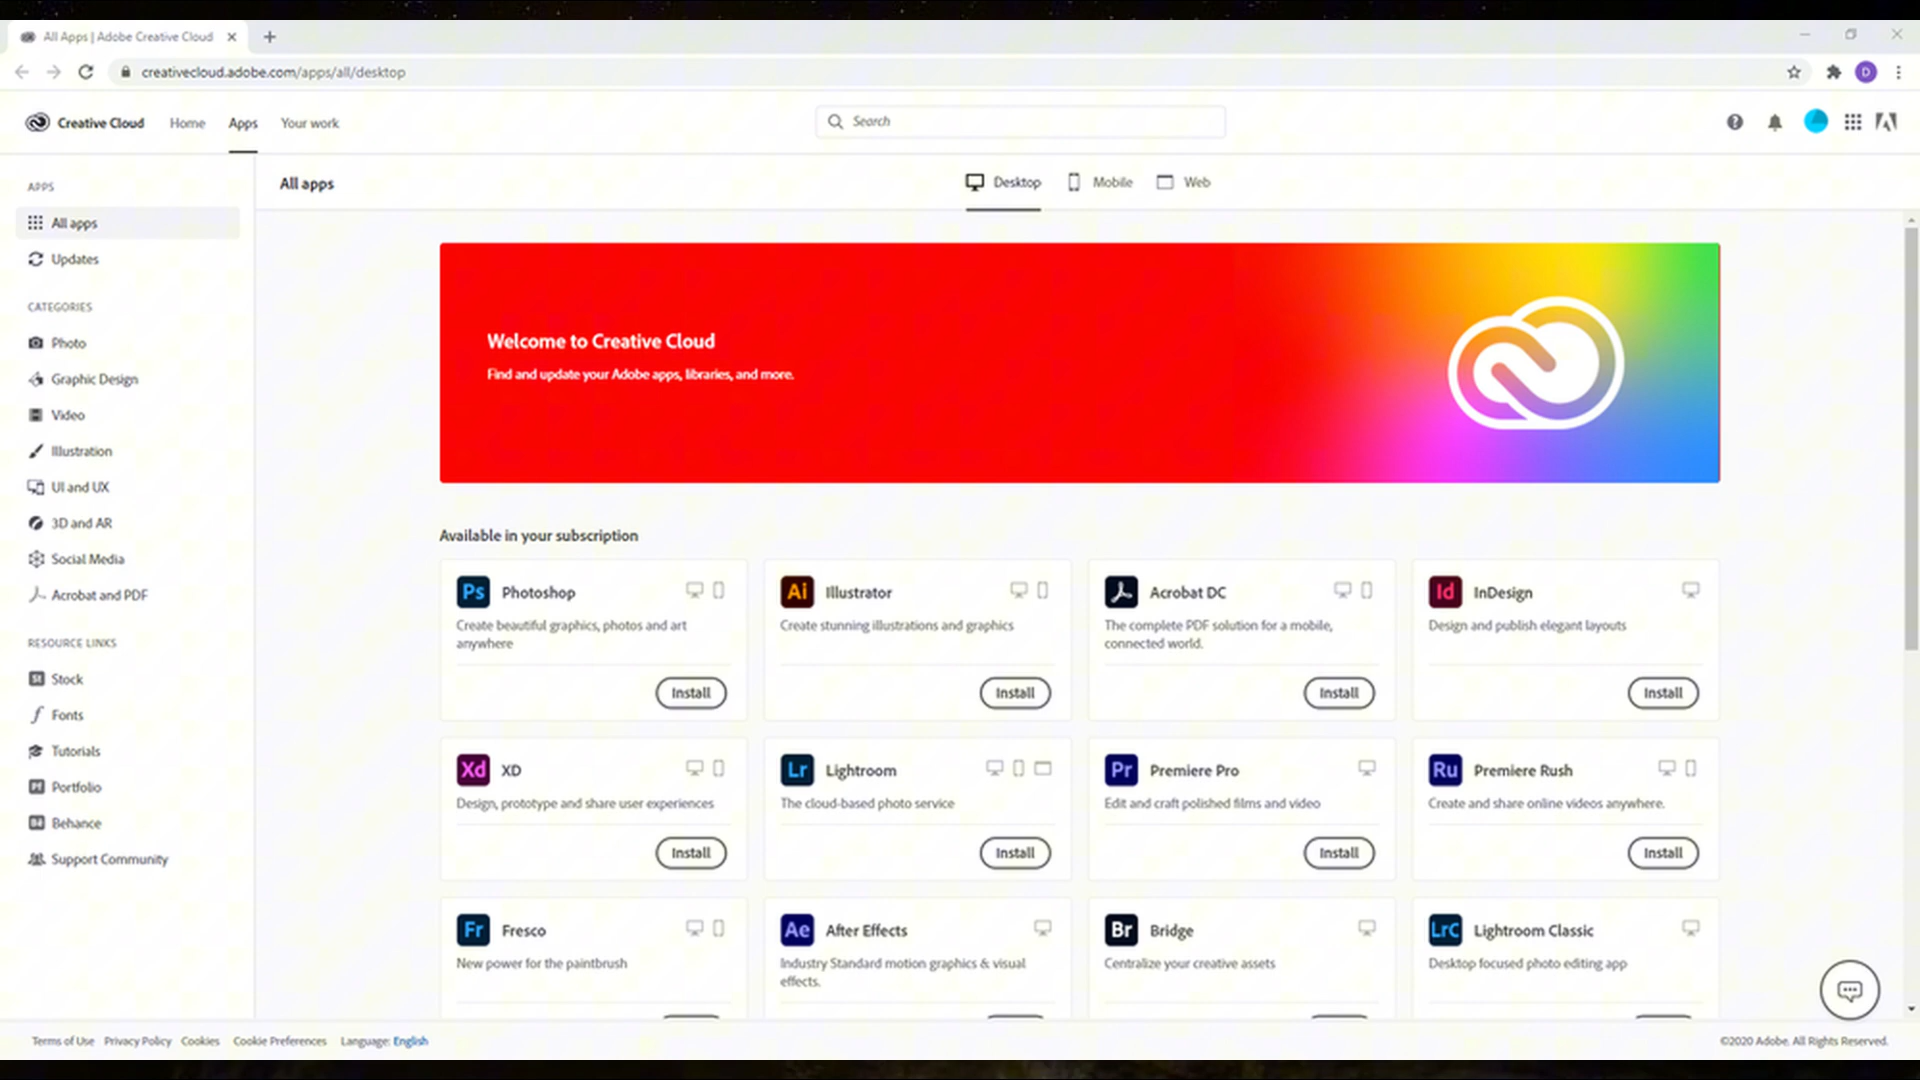 All Apps | Adobe Creative Cloud
creativecloud.adobe.com/apps/all/desktop
D
Creative Cloud
Home
Apps
Your work
Search
APPS
All apps
Updates
CATEGORIES
Photo
Graphic Design
Video
Illustration
UI and UX
3D and AR
Social Media
Acrobat and PDF
RESOURCE LINKS
St Stock
Fonts
Tutorials
Pf Portfolio
Bē Behance
Support Community
All apps
Desktop
Mobile
Web
Welcome to Creative Cloud
Find and update your Adobe apps, libraries, and more.
Available in your subscription
Ps Photoshop
Create beautiful graphics, photos and art
anywhere
Install
Ai Illustrator
Create stunning illustrations and graphics
Install
Acrobat DC
The complete PDF solution for a mobile,
connected world.
Install
Id InDesign
Design and publish elegant layouts
Install
Xd XD
Design, prototype and share user experiences
Install
Lr Lightroom
The cloud-based photo service
Install
Pr Premiere Pro
Edit and craft polished films and video
Install
Ru Premiere Rush
Create and share online videos anywhere.
Install
Fr Fresco
New power for the paintbrush
Ae After Effects
Industry Standard motion graphics & visual
effects.
Br Bridge
Centralize your creative assets
LrC Lightroom Classic
Desktop focused photo editing app
Terms of Use Privacy Policy Cookies Cookie Preferences Language: English
©2020 Adobe. All Rights Reserved.